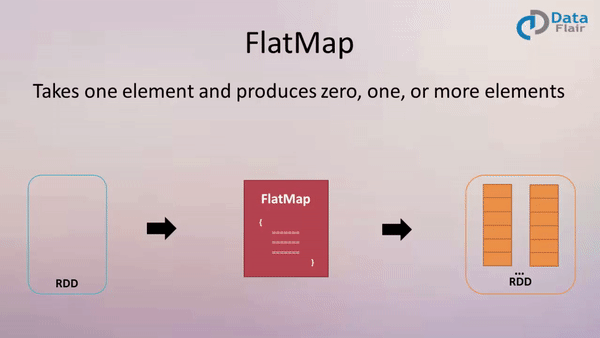 Data
Flair
FlatMap
Takes one element and produces zero, one, or more elements
RDD
FlatMap
{
=======
=======
=======
}
...
RDD